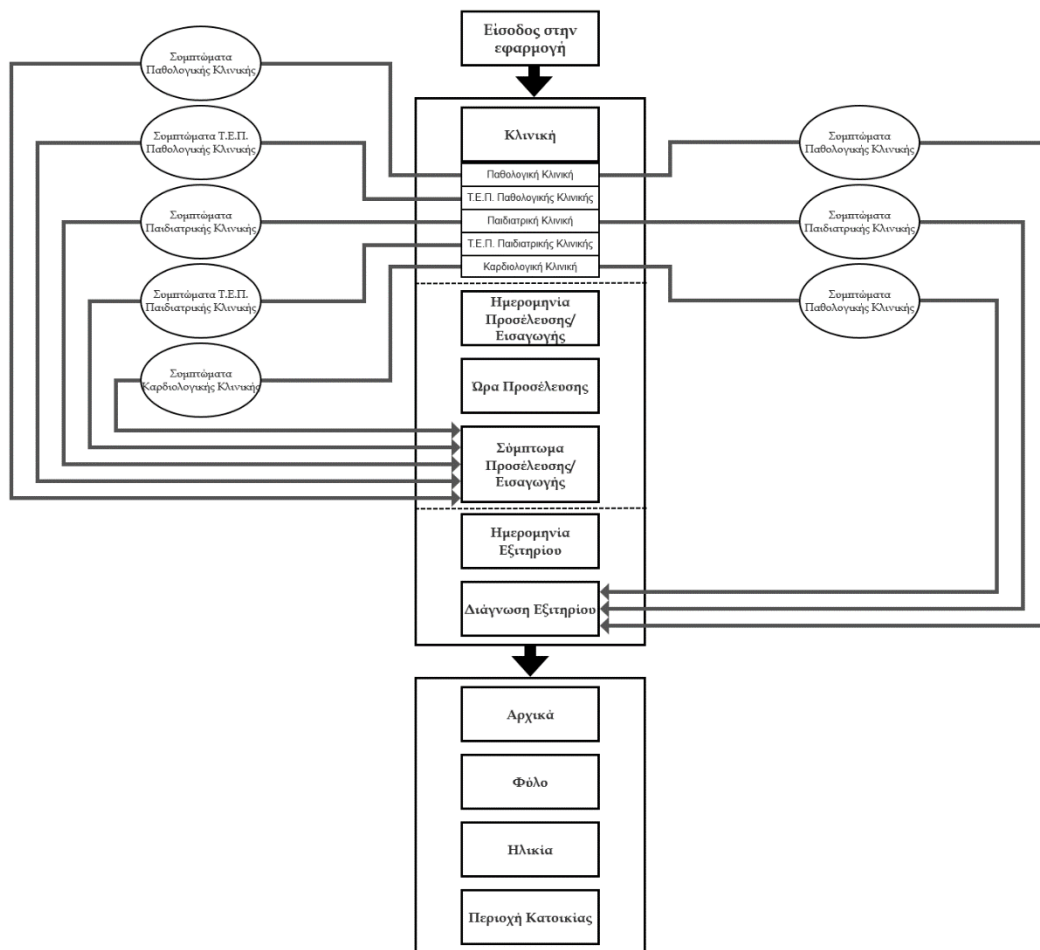 Είσοδος στην
εφαρμογή
Συμπτώματα
Παθολογικής Κλινικής
Συμπτώματα Τ.Ε.Π.
Παθολογικής Κλινικής
Συμπτώματα
Παιδιατρικής Κλινικής
Συμπτώματα Τ.Ε.Π.
Παιδιατρικής Κλινικής
Συμπτώματα
Καρδιολογικής Κλινικής
Κλινική
Παθολογική Κλινική
Τ.Ε.Π. Παθολογικής Κλινικής
Παιδιατρική Κλινική
Τ.Ε.Π. Παιδιατρικής Κλινικής
Καρδιολογική Κλινική
Ημερομηνία
Προσέλευσης/
Εισαγωγής
Ώρα Προσέλευσης
Σύμπτωμα
Προσέλευσης/
Εισαγωγής
Ημερομηνία
Εξιτηρίου
Διάγνωση Εξιτηρίου
Συμπτώματα
Παθολογικής Κλινικής
Συμπτώματα
Παιδιατρικής Κλινικής
Συμπτώματα
Παθολογικής Κλινικής
Αρχικά
Φύλο
Ηλικία
Περιοχή Κατοικίας